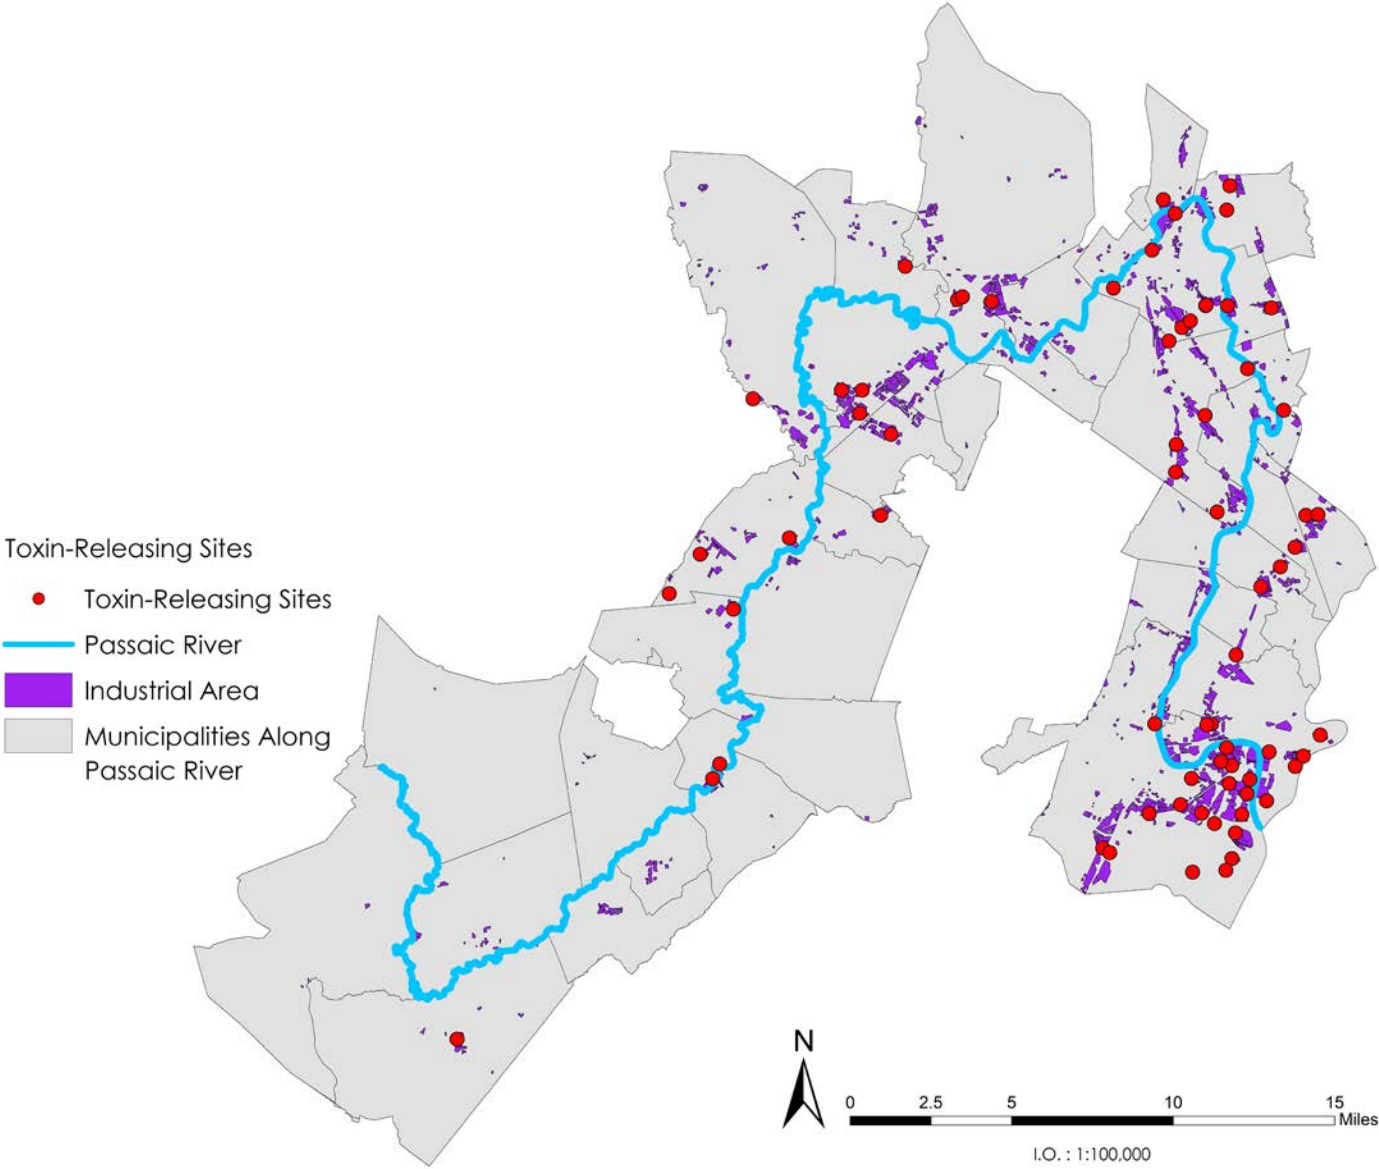 Toxin-Releasing Sites
Toxin-Releasing Sites
Passaic River
Industrial Area
Municipalities Along
Passaic River
N
0 2.5 5 10 15
Miles
I.O. : 1:100,000